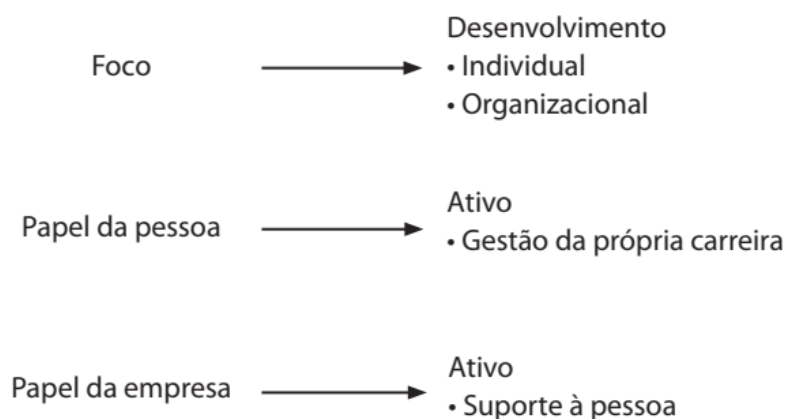 Foco
Desenvolvimento
• Individual
• Organizacional
Papel da pessoa
Ativo
• Gestão da própria carreira
Papel da empresa
Ativo
• Suporte à pessoa